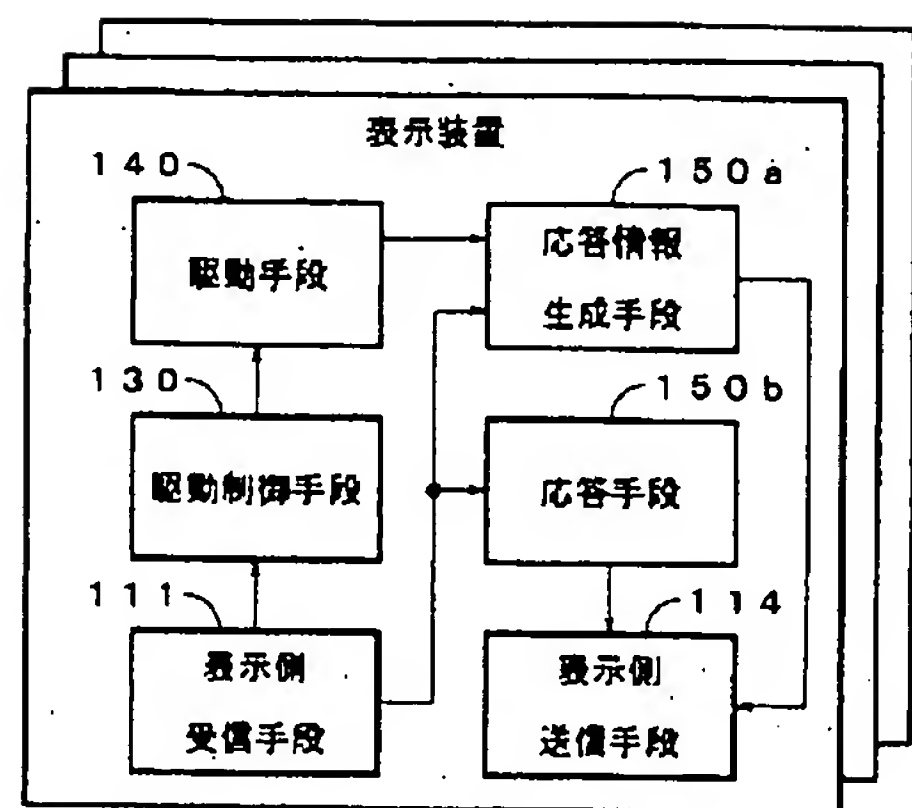 表示装置
140
駆動手段
150a
応答情報
生成手段
130
駆動制御手段
150b
応答手段
111
表示側
受信手段
114
表示側
送信手段